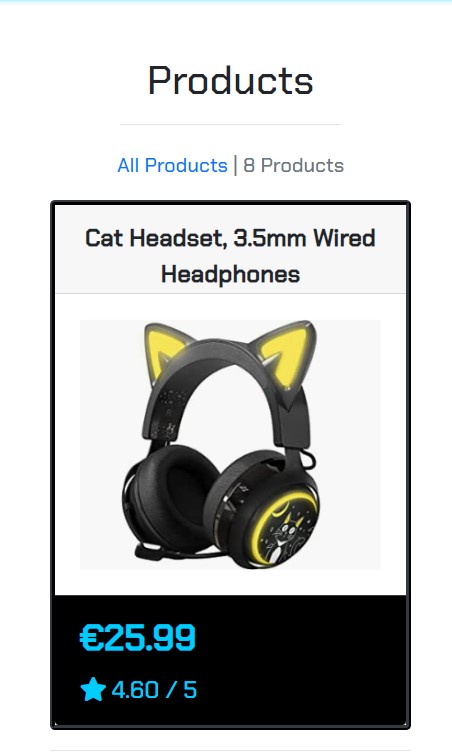 Products
All Products | 8 Products
Cat Headset, 3.5mm Wired
Headphones
€25.99
4.60 / 5